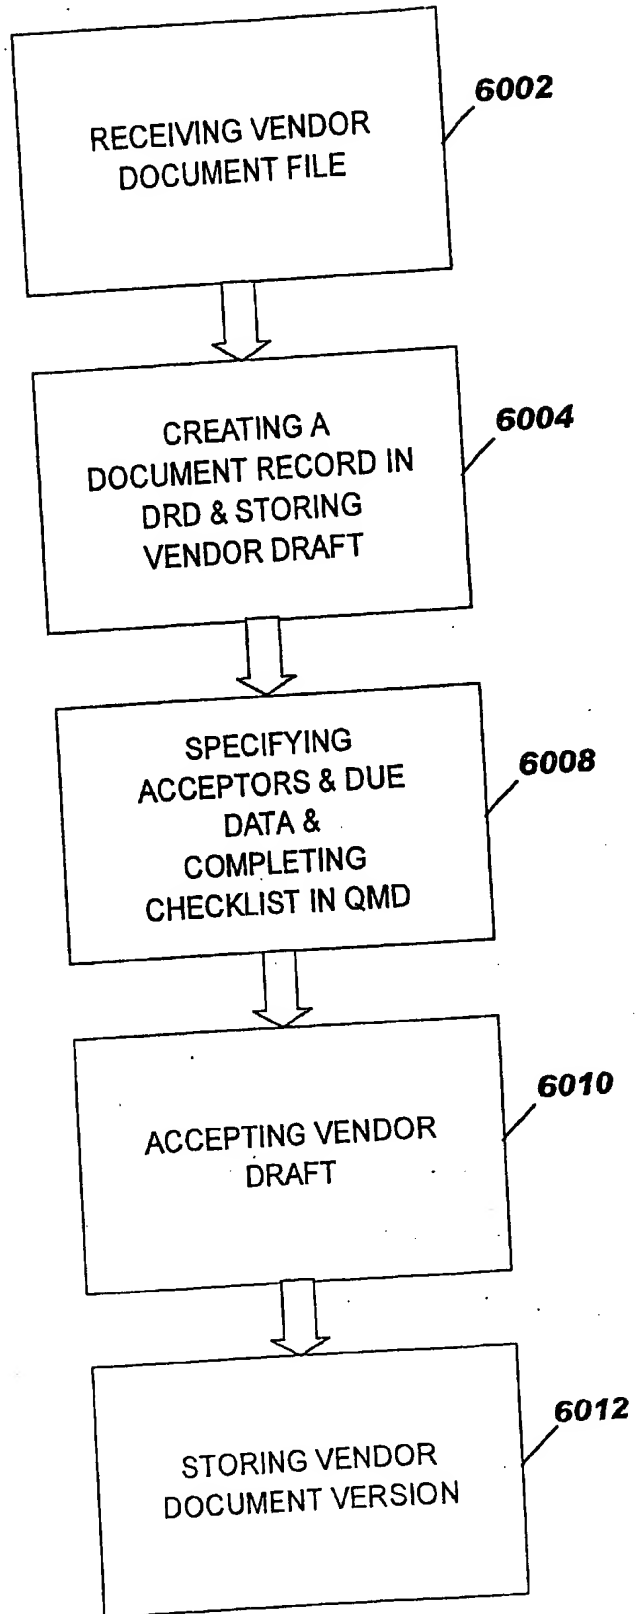 RECEIVING VENDOR
DOCUMENT FILE
6002
CREATING A
DOCUMENT RECORD IN
DRD & STORING
VENDOR DRAFT
6004
SPECIFYING
ACCEPTORS & DUE
DATA &
COMPLETING
CHECKLIST IN QMD
6008
ACCEPTING VENDOR
DRAFT
6010
STORING VENDOR
DOCUMENT VERSION
6012